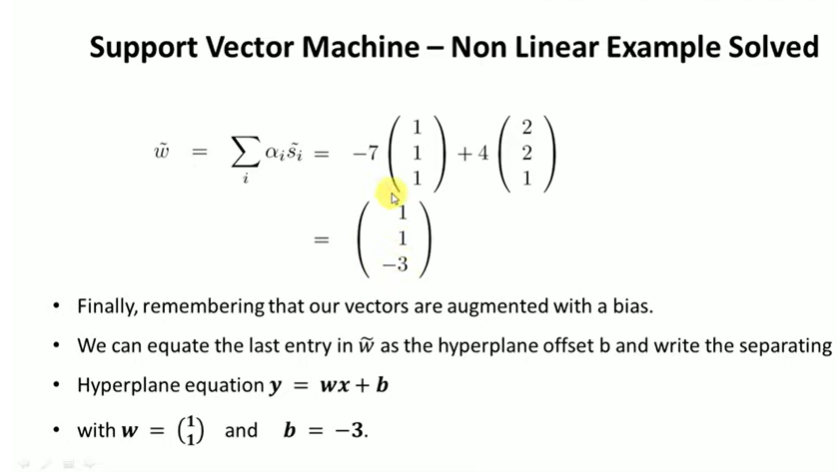 Support Vector Machine – Non Linear Example Solved
w̃ = ∑ᵢ αᵢs̃ᵢ = −7 (1 1 1) + 4 (2 2 1)
= (1 1 −3)
• Finally, remembering that our vectors are augmented with a bias.
• We can equate the last entry in w̃ as the hyperplane offset b and write the separating
• Hyperplane equation y = wx + b
• with w = (1 1) and b = −3.